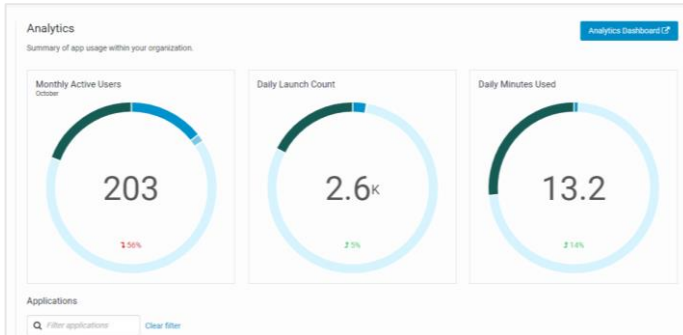 Analytics
Analytics Dashboard
Summary of app usage within your organization.
Monthly Active Users
October
203
56%
Daily Launch Count
2.6K
5%
Daily Minutes Used
13.2
14%
Applications
Filter applications
Clear filter